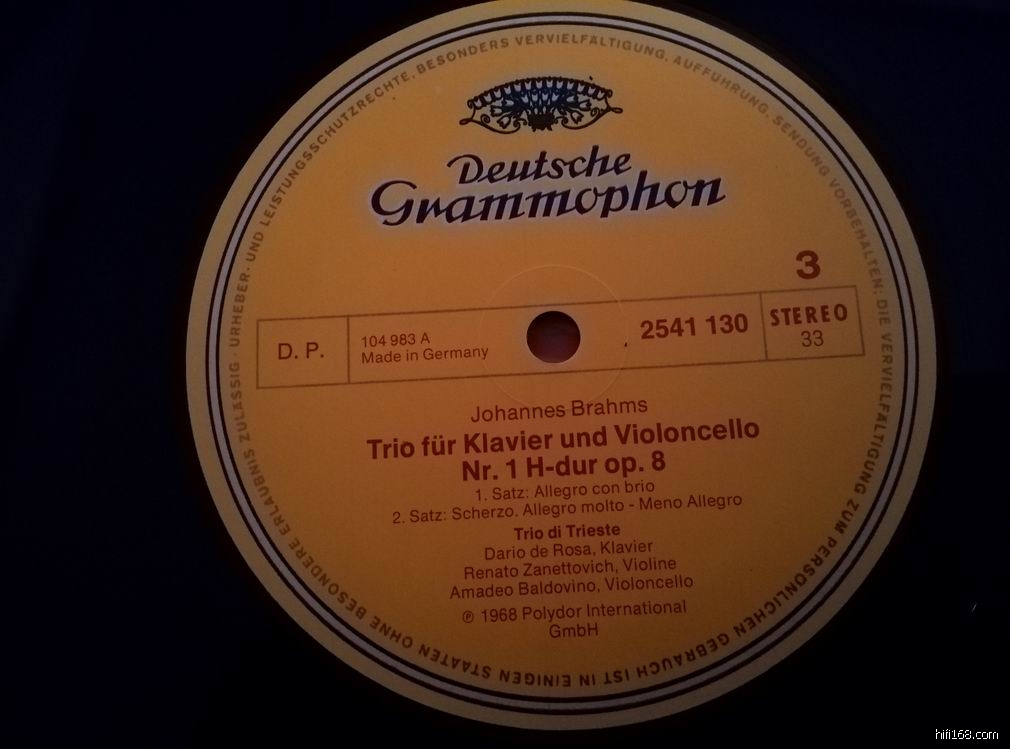 URHEBER- UND LEISTUNGSSCHUTZRECHTE, BESONDERS VERVIELFÄLTIGUNG, AUFFÜHRUNG, SENDUNG VORBEHALTEN; DIE VERVIELFÄLTIGUNG ZUM PERSÖNLICHEN GEBRAUCH IST IN EINIGEN STAATEN OHNE BESONDERE ERLAUBNIS ZULÄSSIG ·
Deutsche
Grammophon
3
D. P.
104 983 A
Made in Germany
2541 130
STEREO
33
Johannes Brahms
Trio für Klavier und Violoncello
Nr. 1 H-dur op. 8
1. Satz: Allegro con brio
2. Satz: Scherzo. Allegro molto - Meno Allegro
Trio di Trieste
Dario de Rosa, Klavier
Renato Zanettovich, Violine
Amadeo Baldovino, Violoncello
℗ 1968 Polydor International
GmbH
hifi168.com